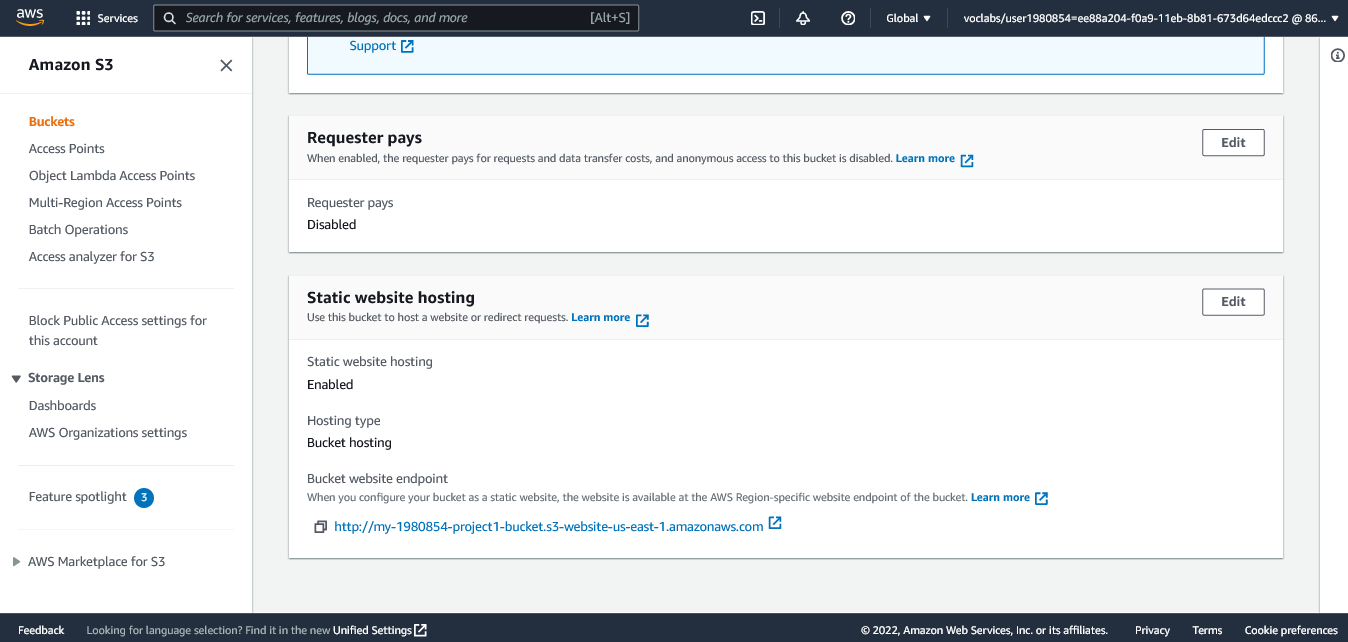 aws
Services
Search for services, features, blogs, docs, and more
[Alt+S]
Global ▼
voclabs/user1980854=ee88a204-f0a9-11eb-8b81-673d64edccc2 @ 86... ▼
Amazon S3
Buckets
Access Points
Object Lambda Access Points
Multi-Region Access Points
Batch Operations
Access analyzer for S3
Block Public Access settings for
this account
Storage Lens
Dashboards
AWS Organizations settings
Feature spotlight 3
AWS Marketplace for S3
Support
Requester pays
When enabled, the requester pays for requests and data transfer costs, and anonymous access to this bucket is disabled. Learn more
Edit
Requester pays
Disabled
Static website hosting
Use this bucket to host a website or redirect requests. Learn more
Edit
Static website hosting
Enabled
Hosting type
Bucket hosting
Bucket website endpoint
When you configure your bucket as a static website, the website is available at the AWS Region-specific website endpoint of the bucket. Learn more
http://my-1980854-project1-bucket.s3-website-us-east-1.amazonaws.com
Feedback
Looking for language selection? Find it in the new Unified Settings
© 2022, Amazon Web Services, Inc. or its affiliates.
Privacy
Terms
Cookie preferences